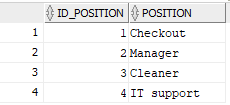 ID_POSITION POSITION
1 1 Checkout
2 2 Manager
3 3 Cleaner
4 4 IT support